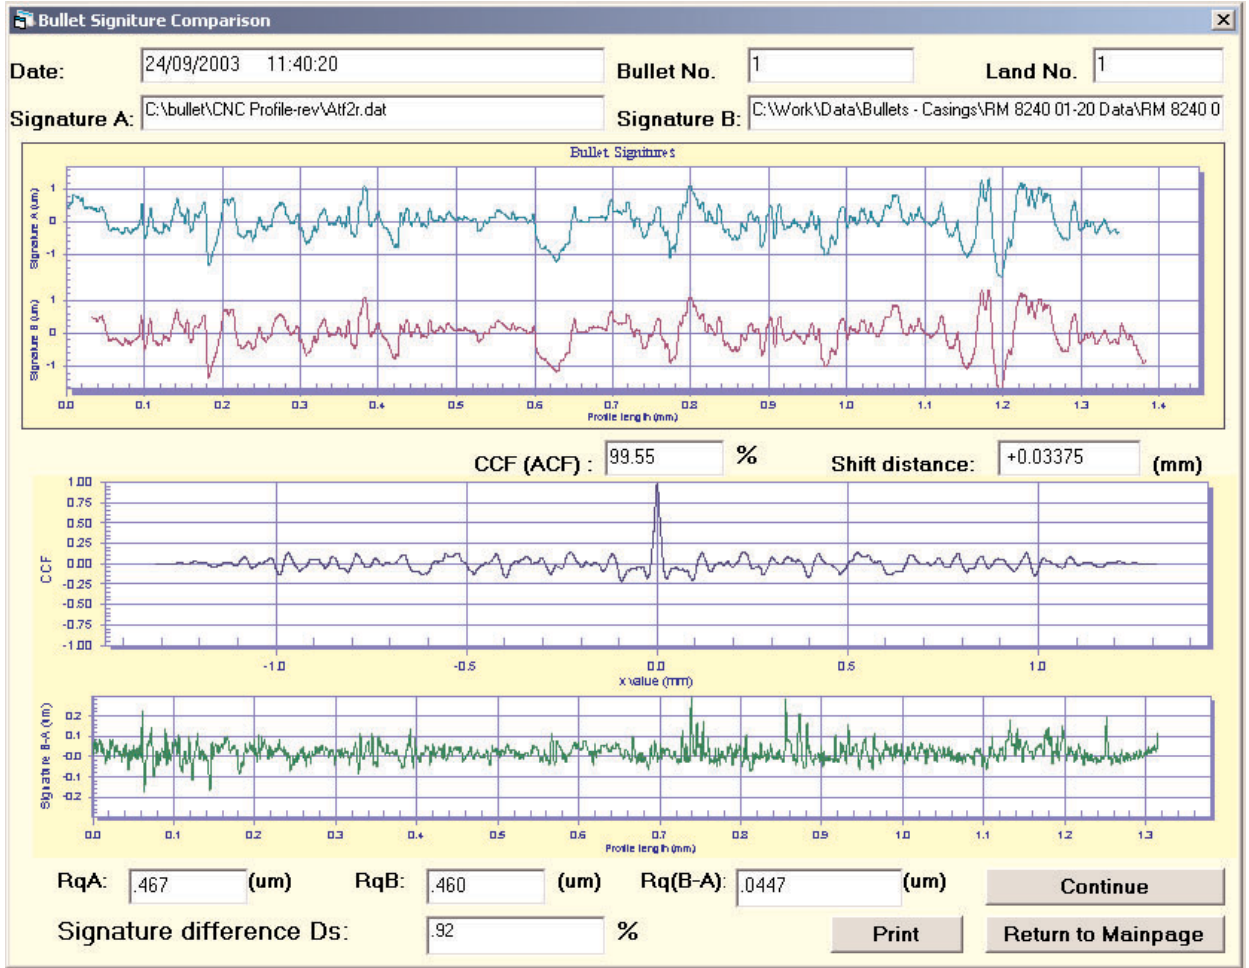 Bullet Signiture Comparison
Date: 24/09/2003 11:40:20 Bullet No. 1 Land No. 1
Signature A: C:\bullet\CNC Profile-rev\Atf2r.dat Signature B: C:\Work\Data\Bullets - Casings\RM 8240 01-20 Data\RM 8240 0
Bullet Signitures
Signature A (um)
1
0
-1
Signature B (um)
1
0
-1
0.0 0.1 0.2 0.3 0.4 0.5 0.6 0.7 0.8 0.9 1.0 1.1 1.2 1.3 1.4
Profile length (mm)
CCF (ACF) : 99.55 % Shift distance: +0.03375 (mm)
CCF
1.00
0.75
0.50
0.25
0.00
-0.25
-0.50
-0.75
-1.00
-1.0 -0.5 0.0 0.5 1.0
x value (mm)
Signature B-A (um)
0.2
0.1
-0.0
-0.1
-0.2
0.0 0.1 0.2 0.3 0.4 0.5 0.6 0.7 0.8 0.9 1.0 1.1 1.2 1.3
Profile length (mm)
RqA: .467 (um) RqB: .460 (um) Rq(B-A): .0447 (um) Continue
Signature difference Ds: .92 % Print Return to Mainpage